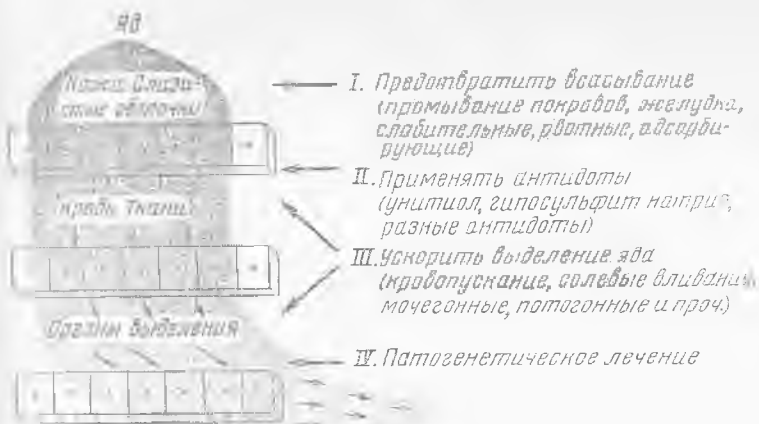 Яд
Кожа. Слизи-
стые оболочки
I. Предотвратить всасывание
(промывание покровов, желудка,
слабительные, рвотные, адсорби-
рующие)
II. Применять антидоты
(унитиол, гипосульфит натрия,
разные антидоты)
Кровь Ткани
III. Ускорить выделение яда
(кровопускание, солевые вливания,
мочегонные, потогонные и проч.)
Органы выделения
IV. Патогенетическое лечение